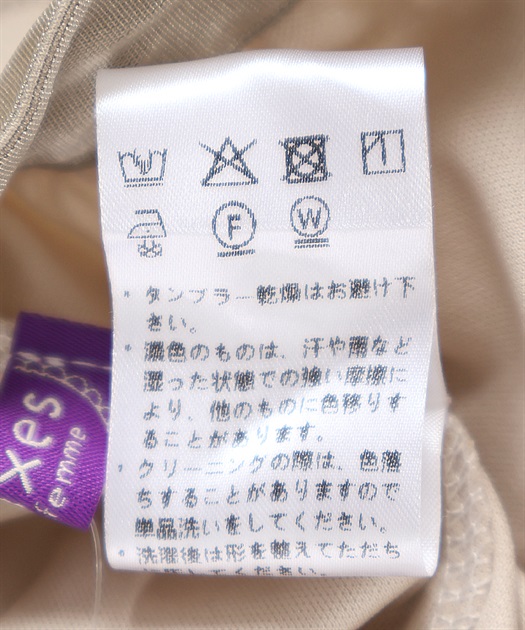 F W
・タンブラー乾燥はお避け下
さい。
・濃色のものは、汗や雨など
湿った状態での強い摩擦に
より、他のものに色移りす
ることがあります。
・クリーニングの際は、色落
ちすることがありますので
単品洗いをしてください。
・洗濯後は形を整えてただち
xes
femme